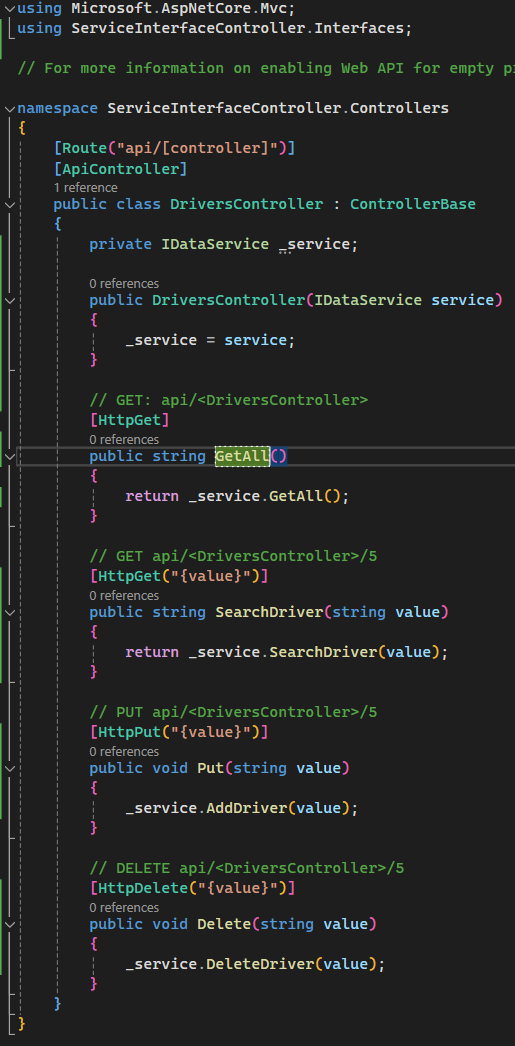 using Microsoft.AspNetCore.Mvc;
using ServiceInterfaceController.Interfaces;
// For more information on enabling Web API for empty
namespace ServiceInterfaceController.Controllers
{
[Route("api/[controller]")]
[ApiController]
1 reference
public class DriversController : ControllerBase
{
private IDataService _service;
0 references
public DriversController(IDataService service)
{
_service = service;
}
// GET: api/<DriversController>
[HttpGet]
0 references
public string GetAll()
{
return _service.GetAll();
}
// GET api/<DriversController>/5
[HttpGet("{value}")]
0 references
public string SearchDriver(string value)
{
return _service.SearchDriver(value);
}
// PUT api/<DriversController>/5
[HttpPut("{value}")]
0 references
public void Put(string value)
{
_service.AddDriver(value);
}
// DELETE api/<DriversController>/5
[HttpDelete("{value}")]
0 references
public void Delete(string value)
{
_service.DeleteDriver(value);
}
}
}